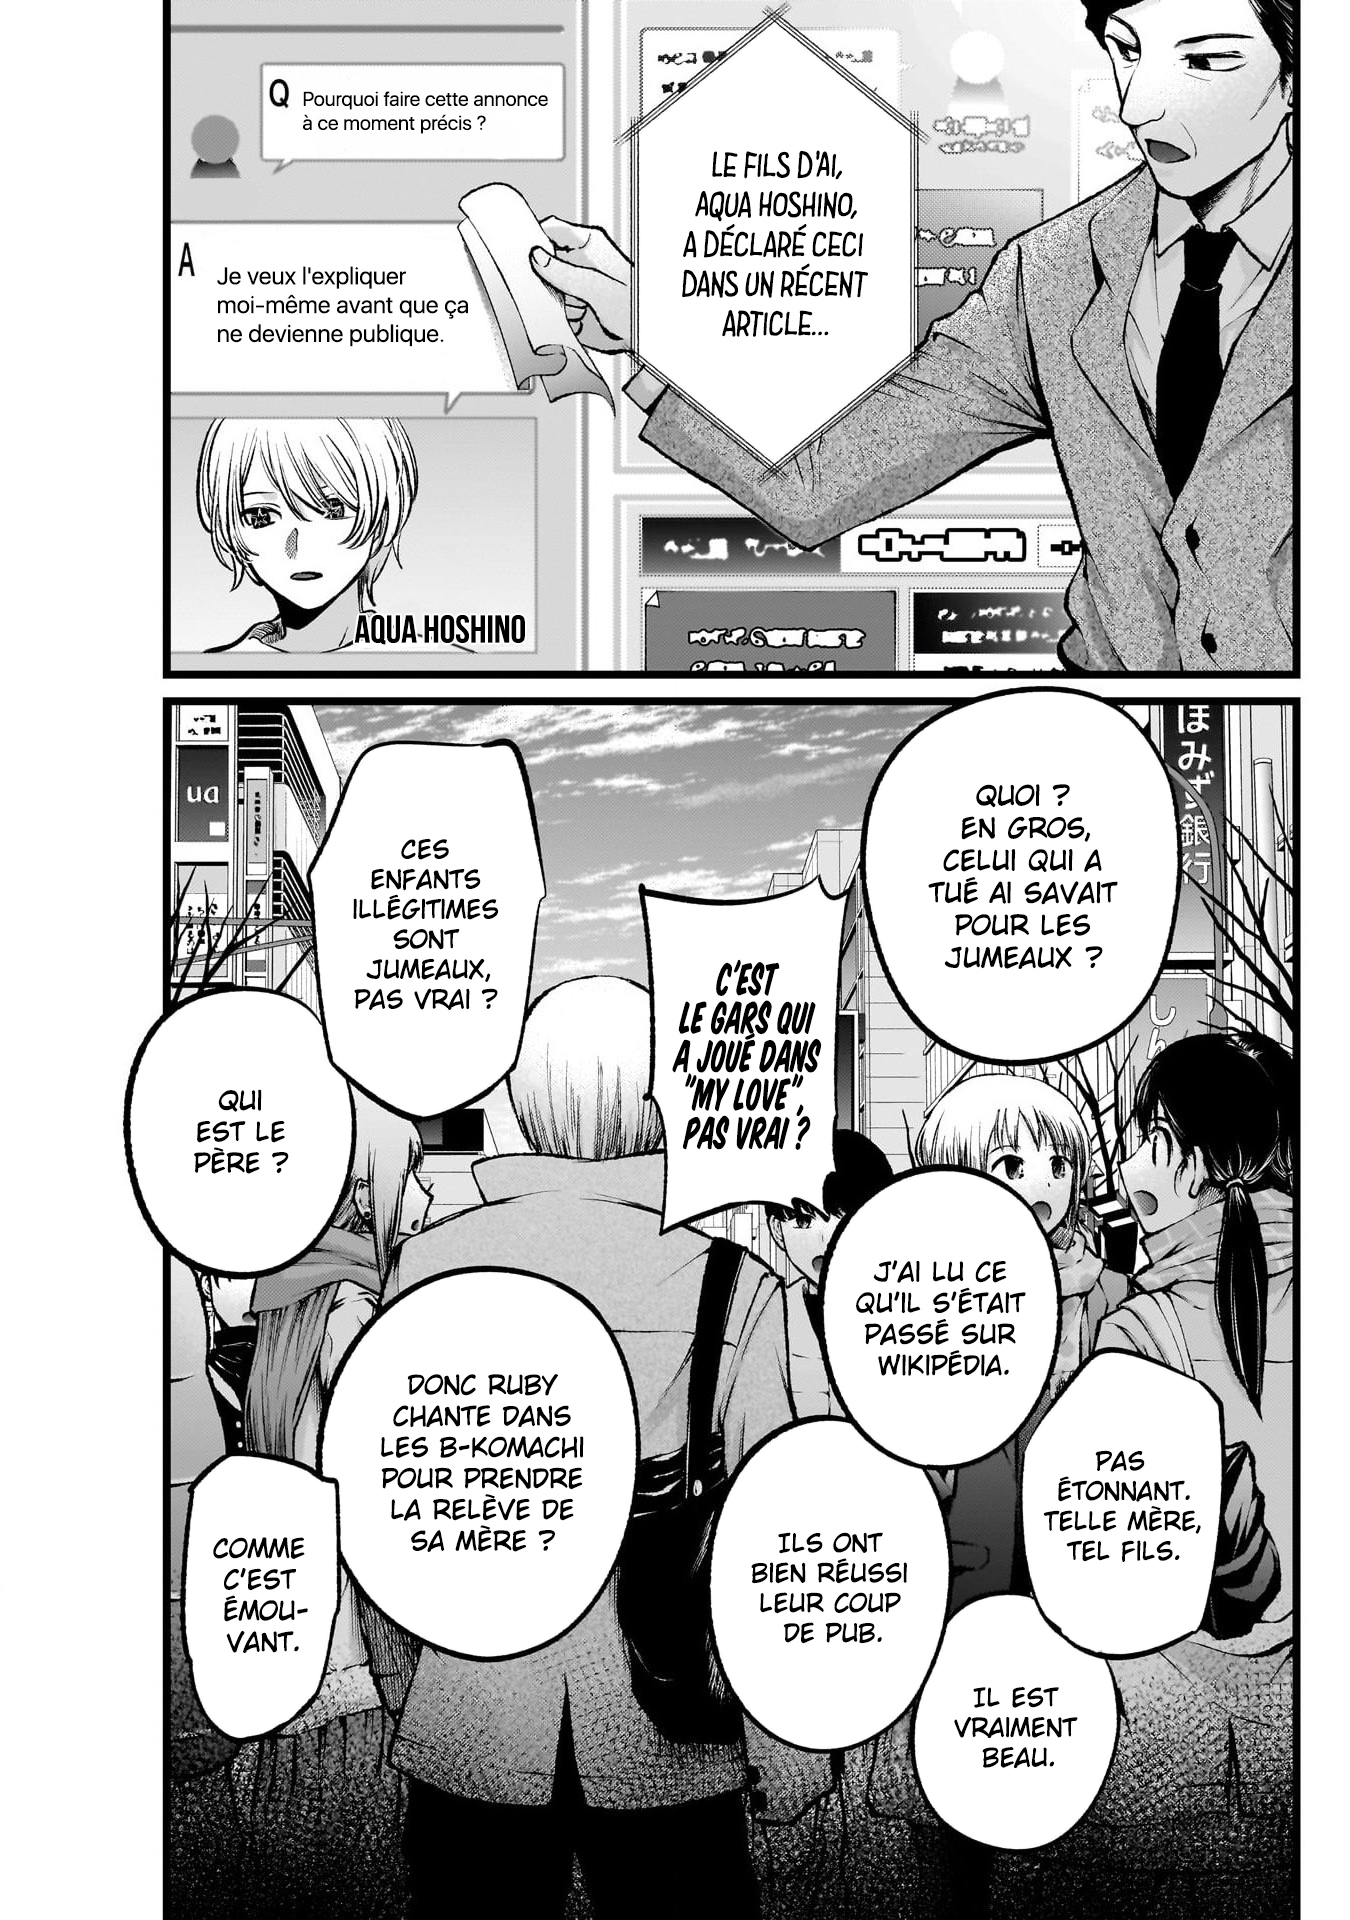 LE FILS D'AI,
AQUA HOSHINO,
A DÉCLARÉ CECI
DANS UN RÉCENT
ARTICLE...
Q Pourquoi faire cette annonce
à ce moment précis ?
A Je veux l'expliquer
moi-même avant que ça
ne devienne publique.
AQUA HOSHINO
ほみず銀行
QUOI ?
EN GROS,
CELUI QUI A
TUÉ AI SAVAIT
POUR LES
JUMEAUX ?
C'EST
LE GARS QUI
A JOUÉ DANS
"MY LOVE",
PAS VRAI ?
ua
CES
ENFANTS
ILLÉGITIMES
SONT
JUMEAUX,
PAS VRAI ?
QUI
EST LE
PÈRE ?
J'AI LU CE
QU'IL S'ÉTAIT
PASSÉ SUR
WIKIPÉDIA.
PAS
ÉTONNANT.
TELLE MÈRE,
TEL FILS.
DONC RUBY
CHANTE DANS
LES B-KOMACHI
POUR PRENDRE
LA RELÈVE DE
SA MÈRE ?
ILS ONT
BIEN RÉUSSI
LEUR COUP
DE PUB.
COMME
C'EST
ÉMOU-
VANT.
IL EST
VRAIMENT
BEAU.